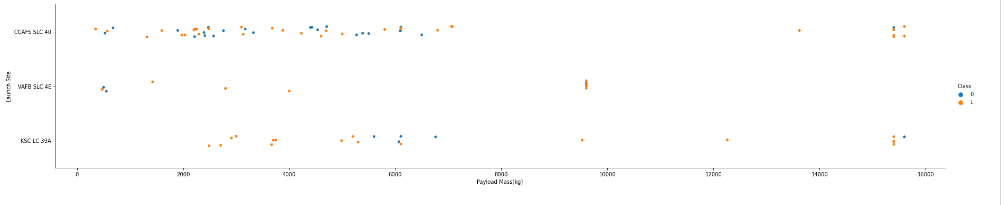 CCAFS SLC 40
VAFB SLC 4E
KSC LC 39A
Launch Site
0 2000 4000 6000 8000 10000 12000 14000 16000
Payload Mass(kg)
Class
0
1